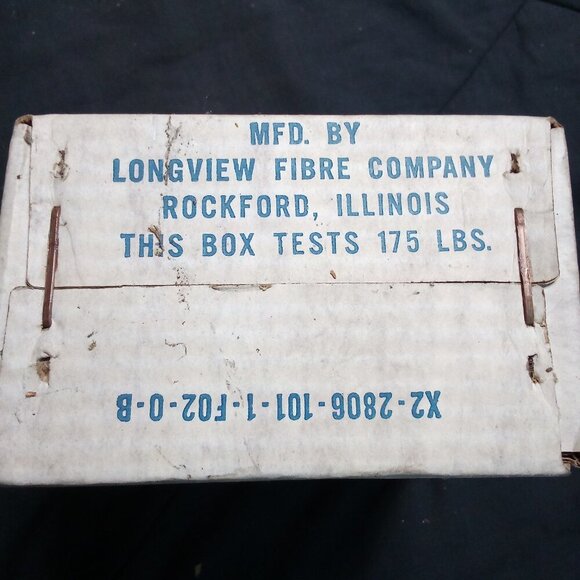 MFD. BY
LONGVIEW FIBRE COMPANY
ROCKFORD, ILLINOIS
THIS BOX TESTS 175 LBS.
X2-2806-101-1-F02-0-B